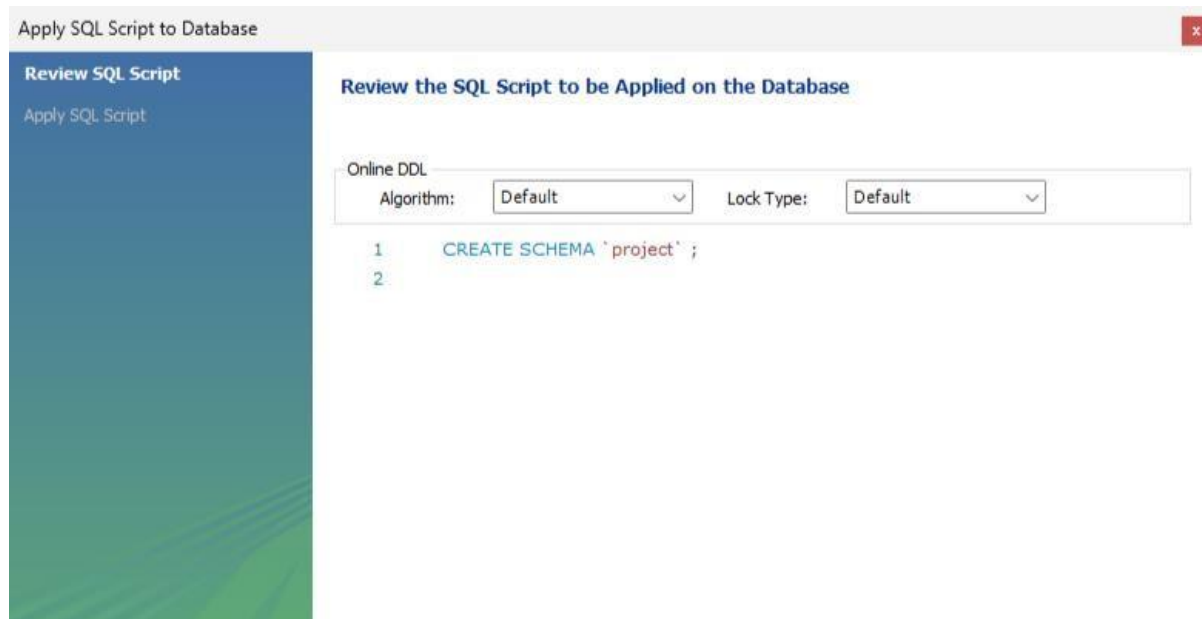 Apply SQL Script to Database
x
Review SQL Script
Apply SQL Script
Review the SQL Script to be Applied on the Database
Online DDL
Algorithm: Default Lock Type: Default
1 CREATE SCHEMA `project` ;
2